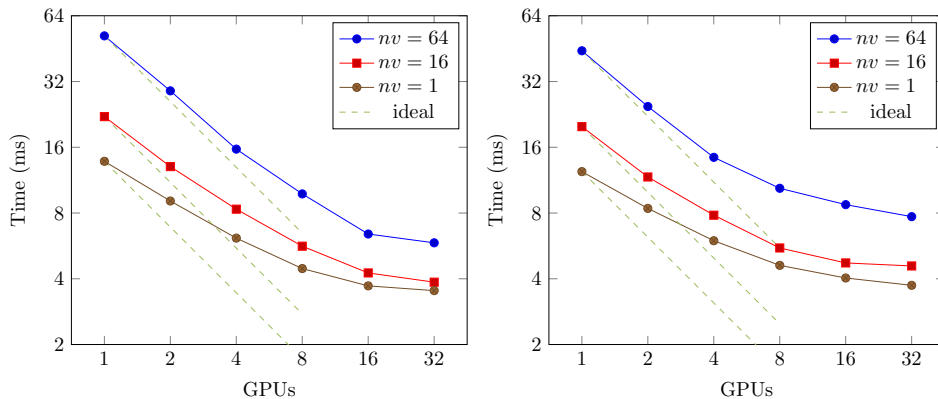 64
32
16
8
4
2
Time (ms)
1 2 4 8 16 32
GPUs
nv = 64
nv = 16
nv = 1
ideal
64
32
16
8
4
2
Time (ms)
1 2 4 8 16 32
GPUs
nv = 64
nv = 16
nv = 1
ideal